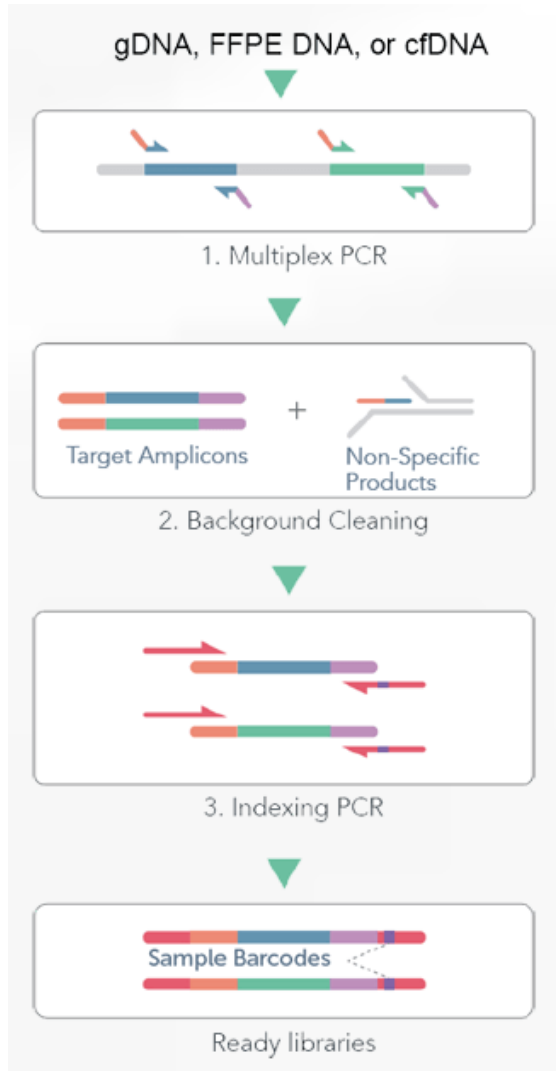 gDNA, FFPE DNA, or cfDNA
1. Multiplex PCR
+
Target Amplicons
Non-Specific
Products
2. Background Cleaning
3. Indexing PCR
Sample Barcodes
Ready libraries